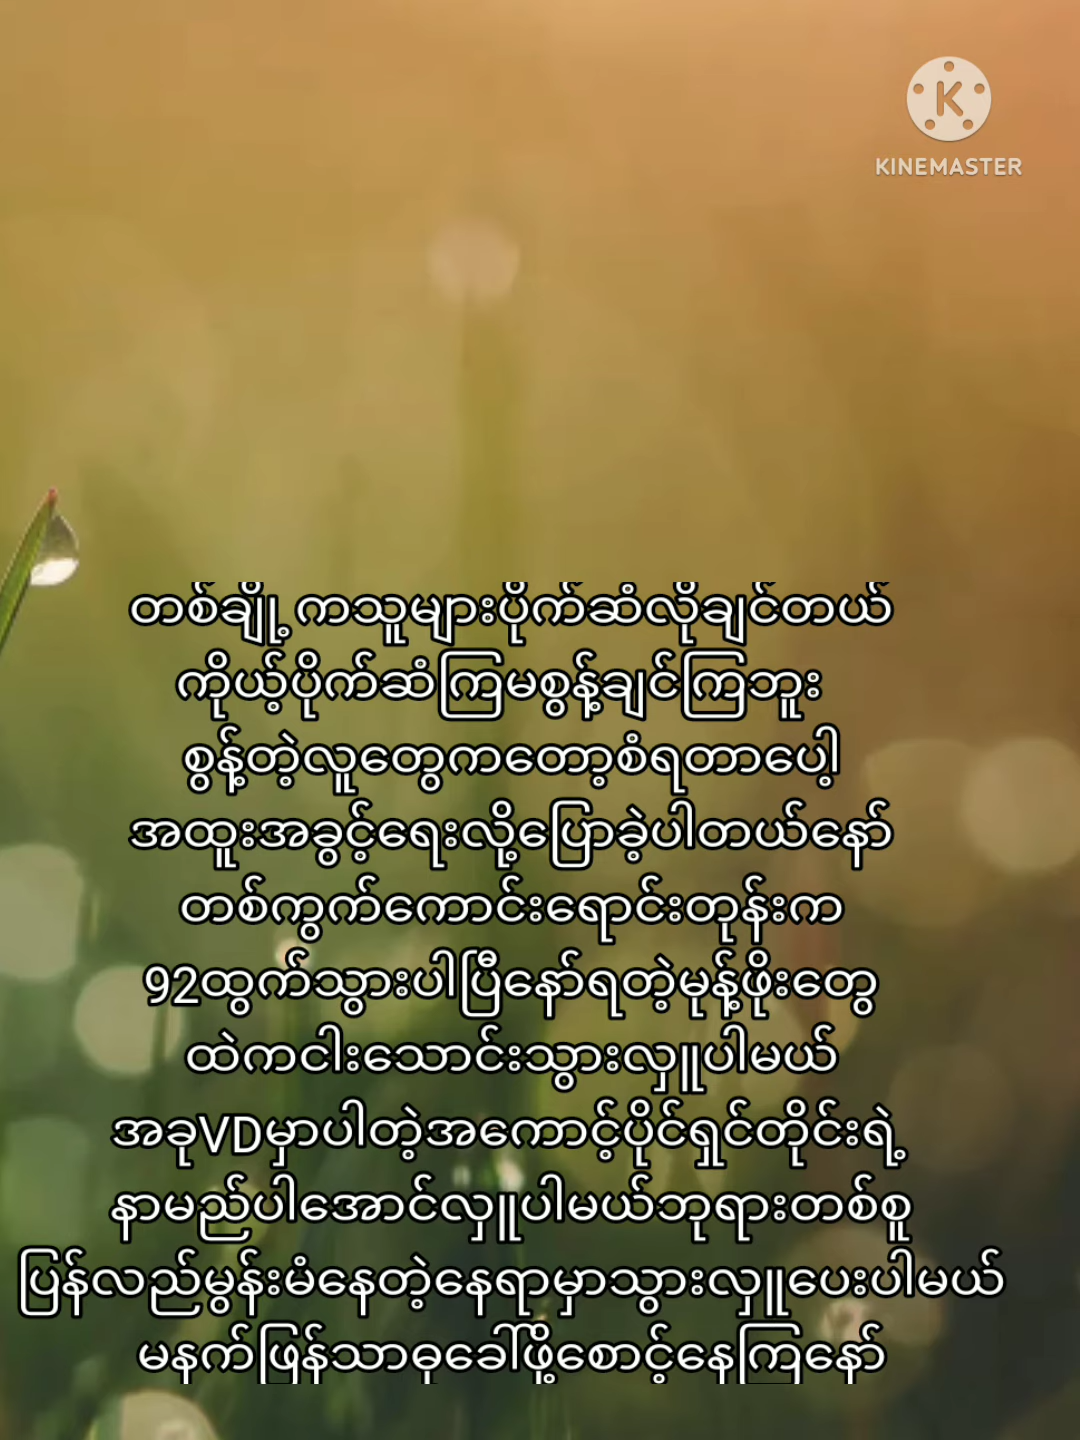 KINEMASTER
တစ်ချို့ကသူများပိုက်ဆံလိုချင်တယ်
ကိုယ့်ပိုက်ဆံကြမစွန့်ချင်ကြဘူး
စွန့်တဲ့လူတွေကတော့စံရတာပေါ့
အထူးအခွင့်ရေးလို့ပြောခဲ့ပါတယ်နော်
တစ်ကွက်ကောင်းရောင်းတုန်းက
92ထွက်သွားပါပြီနော်ရတဲ့မုန့်ဖိုးတွေ
ထဲကငါးသောင်းသွားလှူပါမယ်
အခုVDမှာပါတဲ့အကောင့်ပိုင်ရှင်တိုင်းရဲ့
နာမည်ပါအောင်လှူပါမယ်ဘုရားတစ်စူ
ပြန်လည်မွန်းမံနေတဲ့နေရာမှာသွားလှူပေးပါမယ်
မနက်ဖြန်သာဓုခေါ်ဖို့စောင့်နေကြနော်